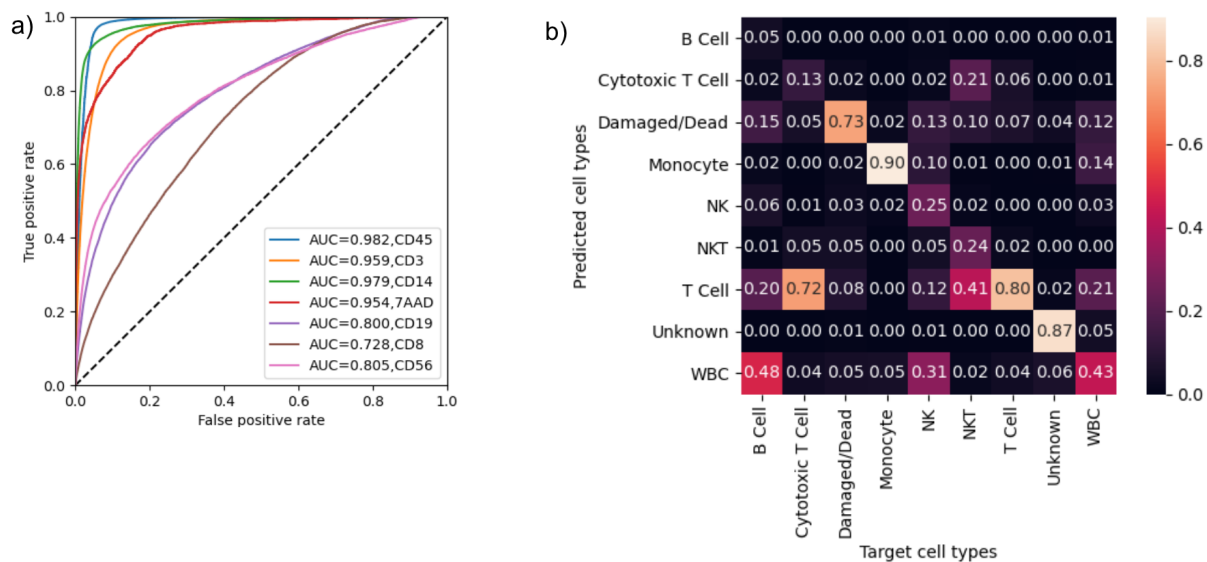 a)
True positive rate
1.0
0.8
0.6
0.4
0.2
0.0
AUC=0.982,CD45
AUC=0.959,CD3
AUC=0.979,CD14
AUC=0.954,7AAD
AUC=0.800,CD19
AUC=0.728,CD8
AUC=0.805,CD56
0.0 0.2 0.4 0.6 0.8 1.0
False positive rate
b)
Predicted cell types
B Cell 0.05 0.00 0.00 0.00 0.01 0.00 0.00 0.00 0.01
Cytotoxic T Cell 0.02 0.13 0.02 0.00 0.02 0.21 0.06 0.00 0.01
Damaged/Dead 0.15 0.05 0.73 0.02 0.13 0.10 0.07 0.04 0.12
Monocyte 0.02 0.00 0.02 0.90 0.10 0.01 0.00 0.01 0.14
NK 0.06 0.01 0.03 0.02 0.25 0.02 0.00 0.00 0.03
NKT 0.01 0.05 0.05 0.00 0.05 0.24 0.02 0.00 0.00
T Cell 0.20 0.72 0.08 0.00 0.12 0.41 0.80 0.02 0.21
Unknown 0.00 0.00 0.01 0.00 0.01 0.00 0.00 0.87 0.05
WBC 0.48 0.04 0.05 0.05 0.31 0.02 0.04 0.06 0.43
B Cell Cytotoxic T Cell Damaged/Dead Monocyte NK NKT T Cell Unknown WBC
Target cell types
0.8
0.6
0.4
0.2
0.0